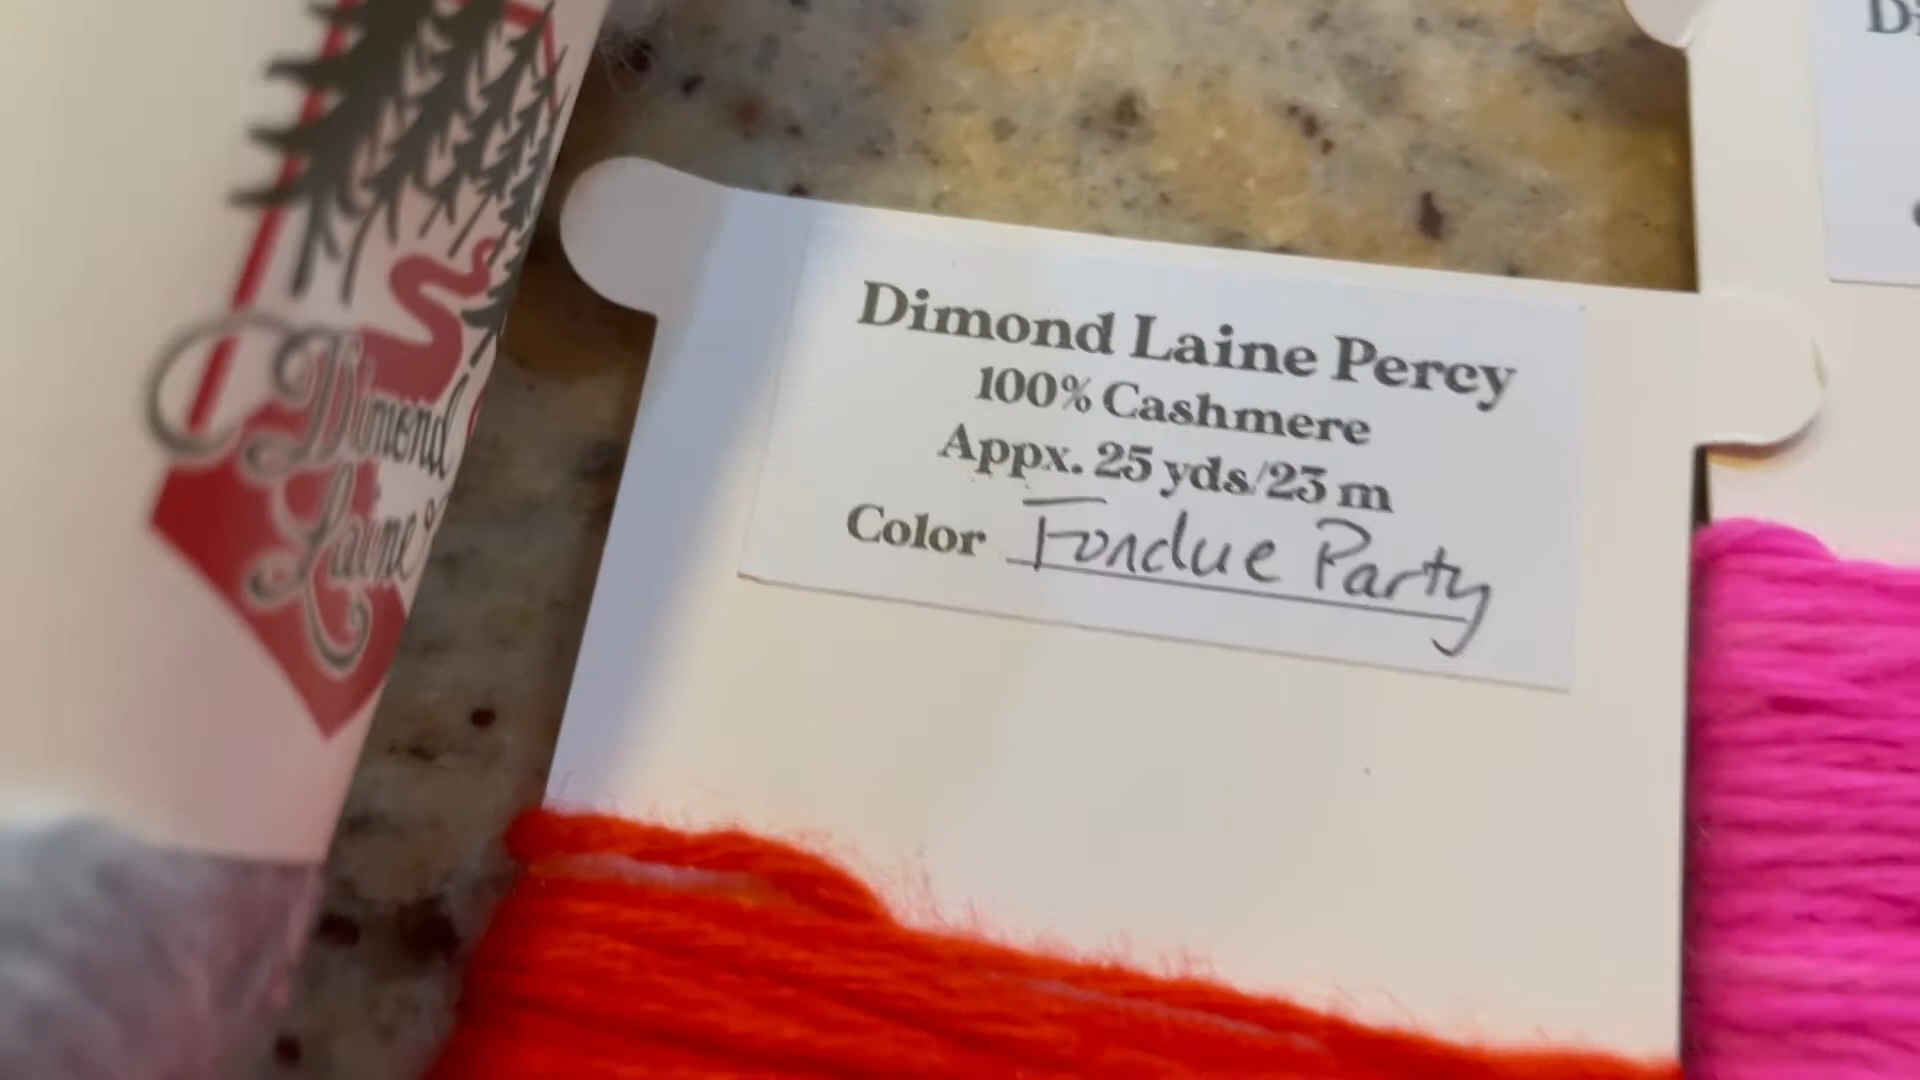 Dimond
Laine
Dimond Laine Percy
100% Cashmere
Appx. 25 yds/23 m
Color Fondue Party